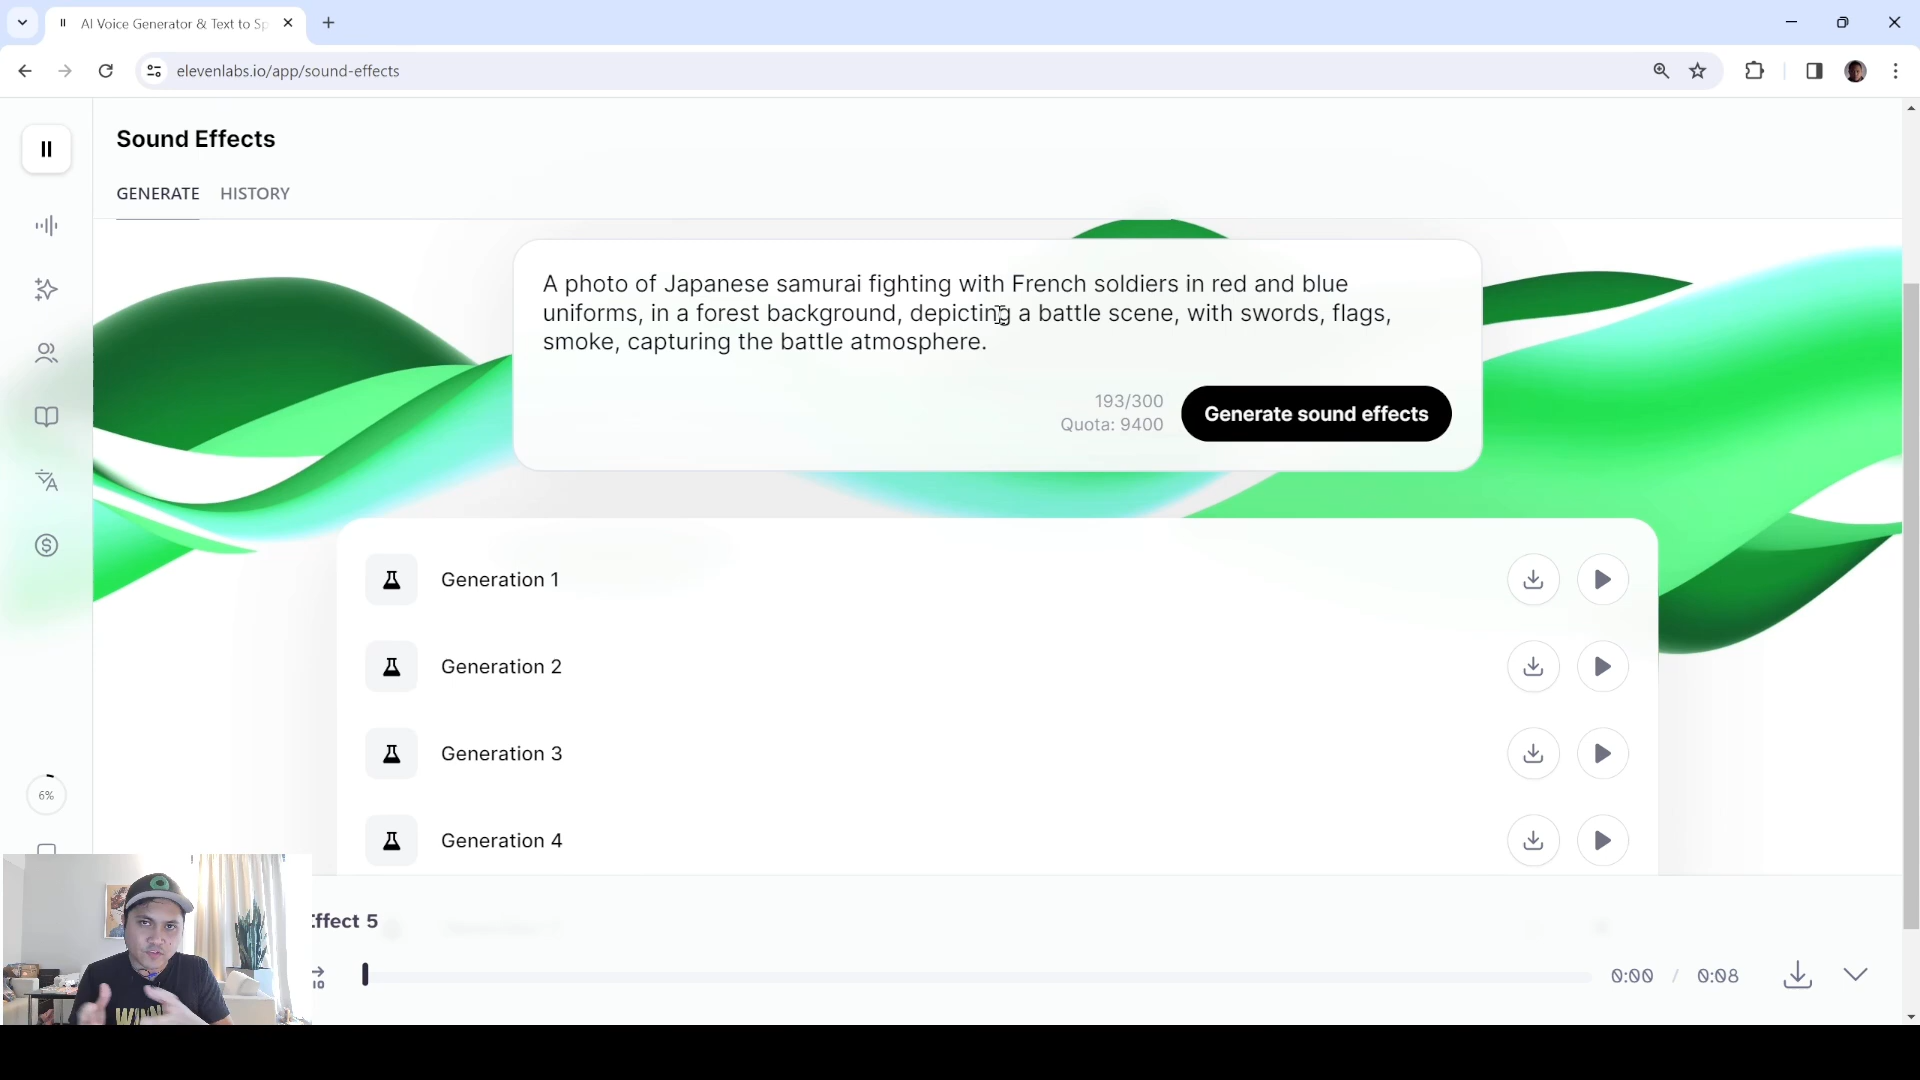 AI Voice Generator & Text to Sp
elevenlabs.io/app/sound-effects
Sound Effects
GENERATE HISTORY
A photo of Japanese samurai fighting with French soldiers in red and blue
uniforms, in a forest background, depicting a battle scene, with swords, flags,
smoke, capturing the battle atmosphere.
193/300
Quota: 9400
Generate sound effects
Generation 1
Generation 2
Generation 3
Generation 4
6%
Effect 5
10
0:00 / 0:08
WINN